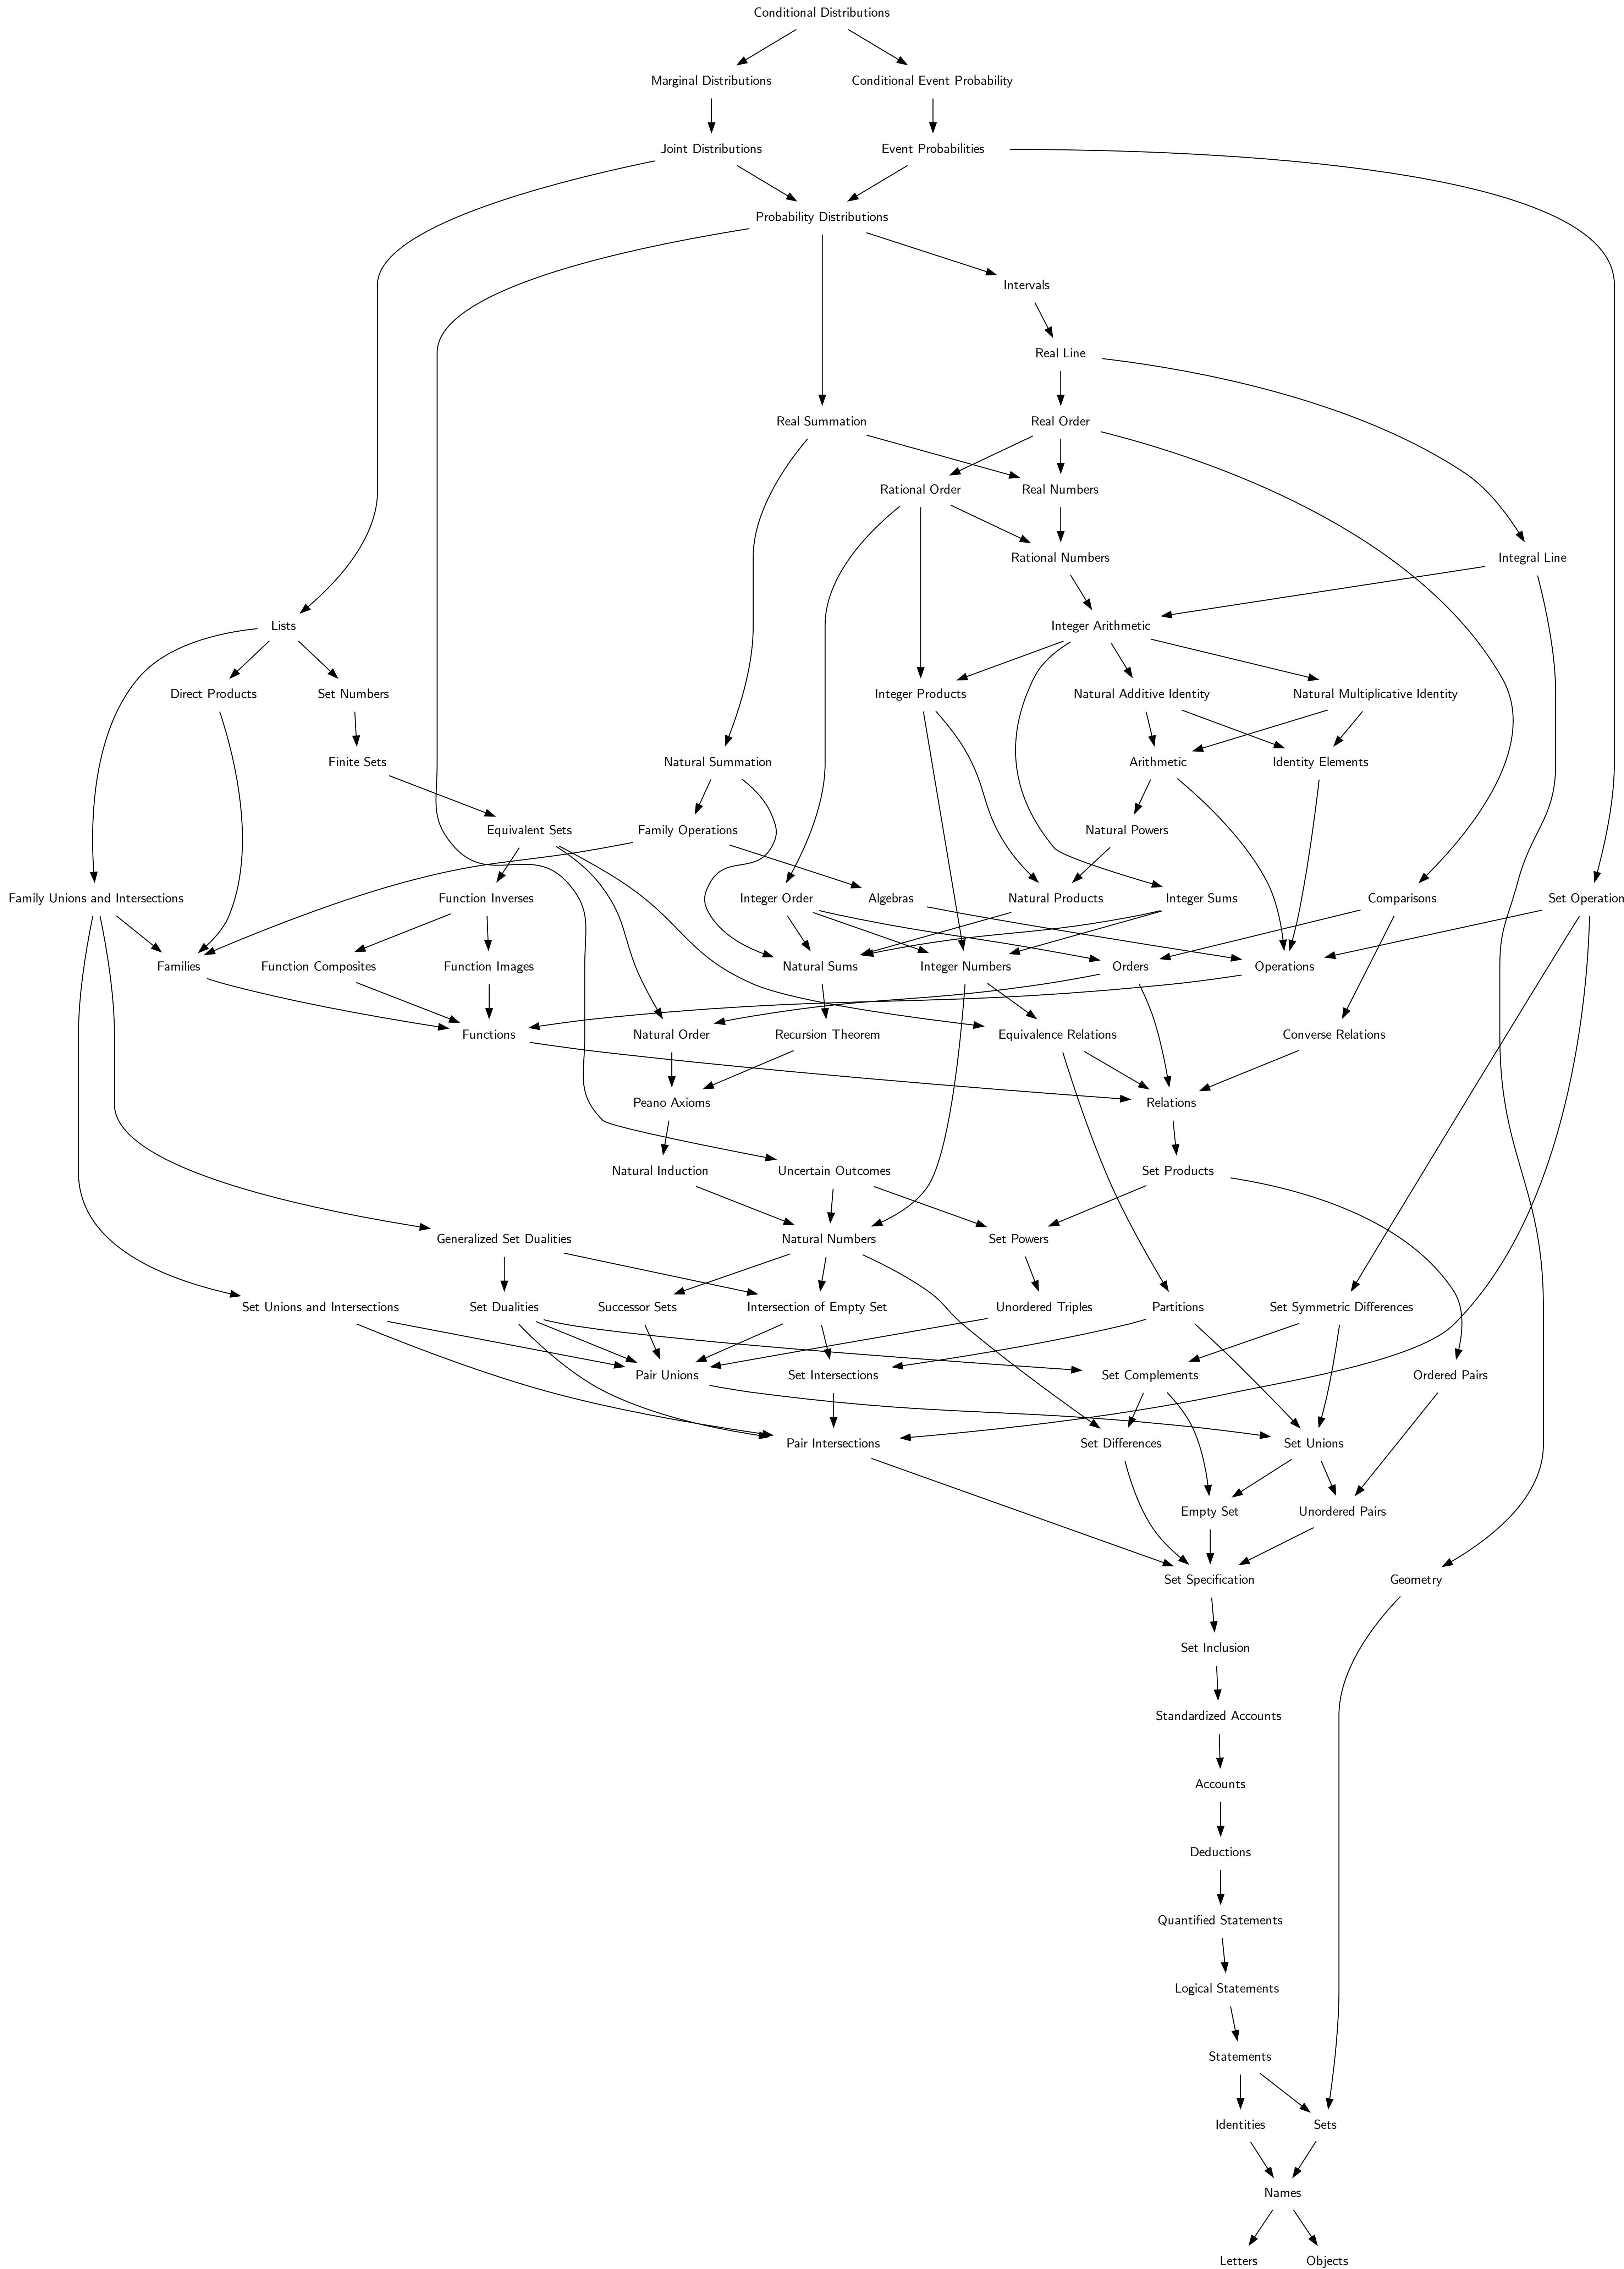 Conditional Distributions
Marginal Distributions
Conditional Event Probability
Joint Distributions
Event Probabilities
Probability Distributions
Intervals
Real Line
Real Summation
Real Order
Rational Order
Real Numbers
Rational Numbers
Integral Line
Lists
Integer Arithmetic
Direct Products
Set Numbers
Integer Products
Natural Additive Identity
Natural Multiplicative Identity
Finite Sets
Natural Summation
Arithmetic
Identity Elements
Equivalent Sets
Family Operations
Natural Powers
Family Unions and Intersections
Function Inverses
Integer Order
Algebras
Natural Products
Integer Sums
Comparisons
Set Operation
Families
Function Composites
Function Images
Natural Sums
Integer Numbers
Orders
Operations
Functions
Natural Order
Recursion Theorem
Equivalence Relations
Converse Relations
Peano Axioms
Relations
Natural Induction
Uncertain Outcomes
Set Products
Generalized Set Dualities
Natural Numbers
Set Powers
Set Unions and Intersections
Set Dualities
Successor Sets
Intersection of Empty Set
Unordered Triples
Partitions
Set Symmetric Differences
Pair Unions
Set Intersections
Set Complements
Ordered Pairs
Pair Intersections
Set Differences
Set Unions
Empty Set
Unordered Pairs
Set Specification
Geometry
Set Inclusion
Standardized Accounts
Accounts
Deductions
Quantified Statements
Logical Statements
Statements
Identities
Sets
Names
Letters
Objects